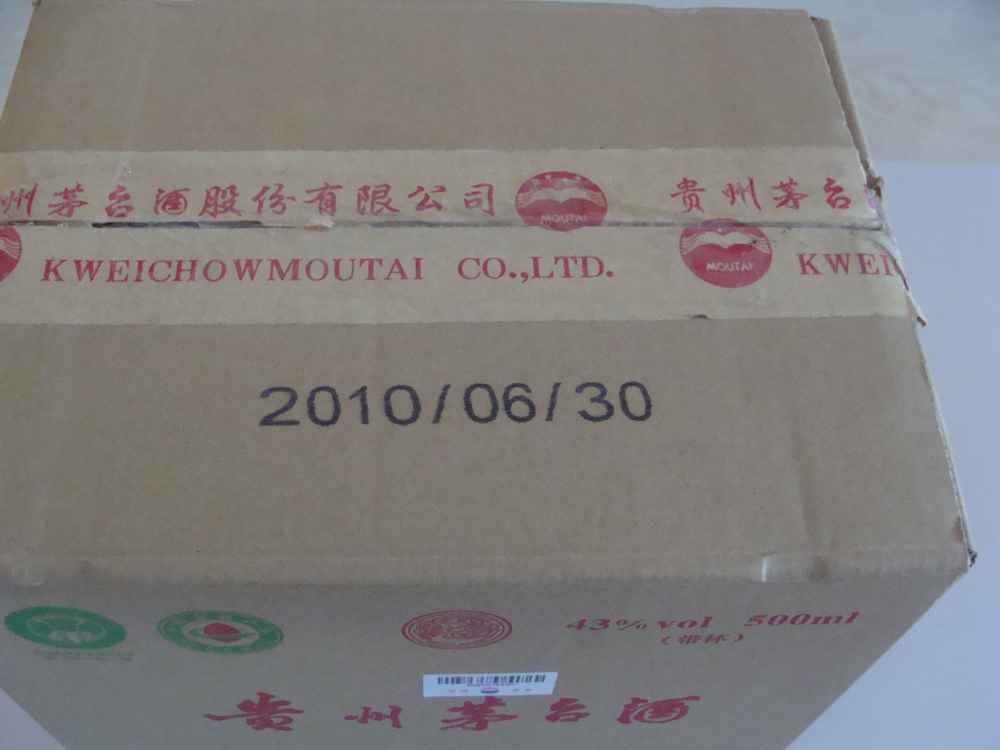 州茅台酒股份有限公司 MOUTAI 贵州茅台
KWEICHOWMOUTAI CO.,LTD. MOUTAI KWEI
2010/06/30
43% vol 500ml
(带杯)
贵州茅台酒